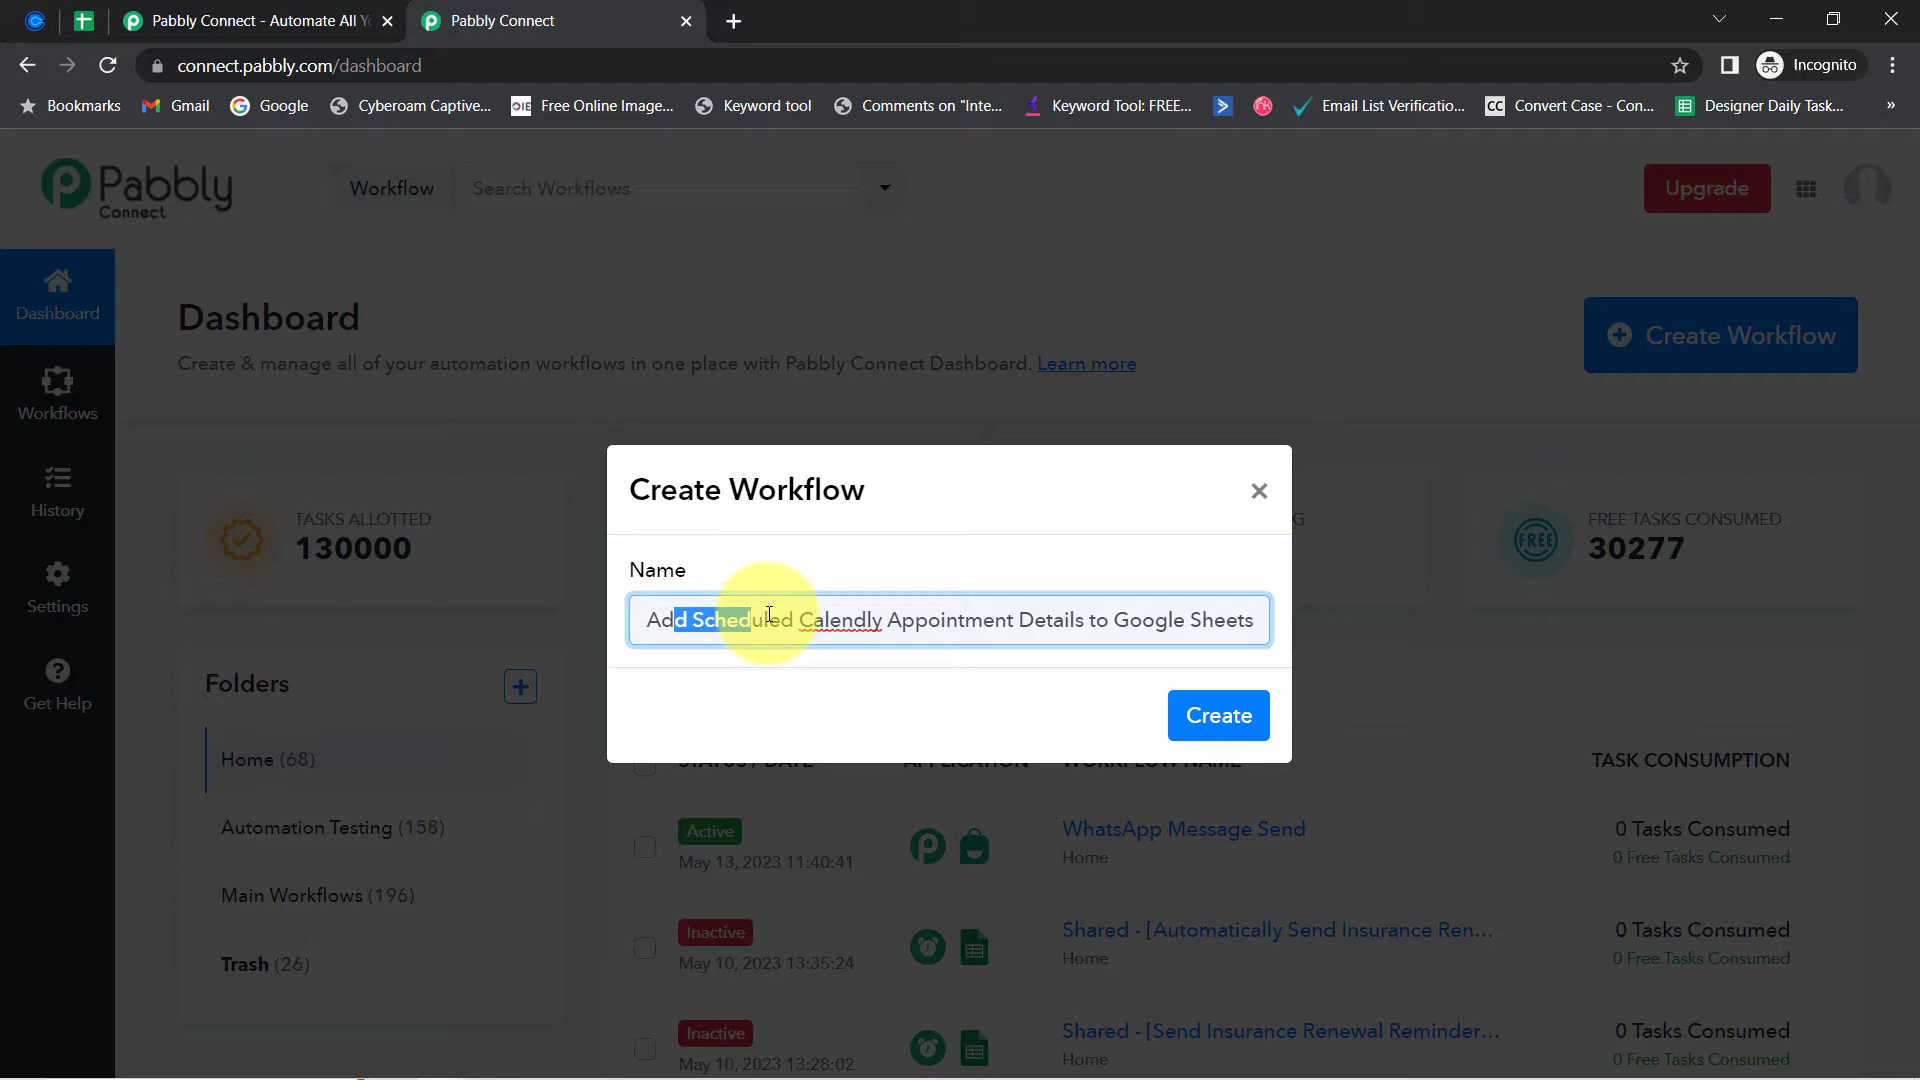 Pabbly Connect - Automate All Y
Pabbly Connect
connect.pabbly.com/dashboard
Incognito
Bookmarks
Gmail
Google
Cyberoam Captive...
OIE
Free Online Image...
Keyword tool
Comments on "Inte...
Keyword Tool: FREE...
Email List Verificatio...
CC
Convert Case - Con...
Designer Daily Task...
»
Pabbly
Connect
Workflow
Search Workflows
Upgrade
Dashboard
Workflows
History
Settings
Get Help
Dashboard
Create & manage all of your automation workflows in one place with Pabbly Connect Dashboard. Learn more
Create Workflow
TASKS ALLOTTED
130000
G
FREE
FREE TASKS CONSUMED
30277
Create Workflow
Name
Add Scheduled Calendly Appointment Details to Google Sheets
Create
Folders
Home (68)
Automation Testing (158)
Main Workflows (196)
Trash (26)
STATUS / DATE
APPLICATION
WORKFLOW NAME
TASK CONSUMPTION
Active
May 13, 2023 11:40:41
WhatsApp Message Send
Home
0 Tasks Consumed
0 Free Tasks Consumed
Inactive
May 10, 2023 13:35:24
Shared - [Automatically Send Insurance Ren...
Home
0 Tasks Consumed
0 Free Tasks Consumed
Inactive
May 10, 2023 13:28:02
Shared - [Send Insurance Renewal Reminder...
Home
0 Tasks Consumed
0 Free Tasks Consumed